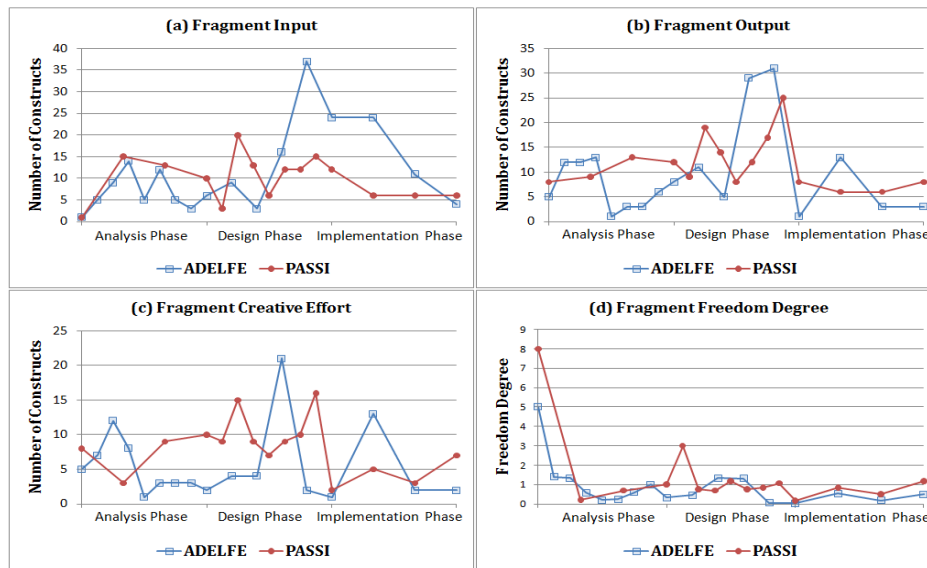 (a) Fragment Input
Number of Constructs
40
35
30
25
20
15
10
5
0
Analysis Phase Design Phase Implementation Phase
ADELFE PASSI
(b) Fragment Output
Number of Constructs
35
30
25
20
15
10
5
0
Analysis Phase Design Phase Implementation Phase
ADELFE PASSI
(c) Fragment Creative Effort
Number of Constructs
25
20
15
10
5
0
Analysis Phase Design Phase Implementation Phase
ADELFE PASSI
(d) Fragment Freedom Degree
Freedom Degree
9
8
7
6
5
4
3
2
1
0
Analysis Phase Design Phase Implementation Phase
ADELFE PASSI